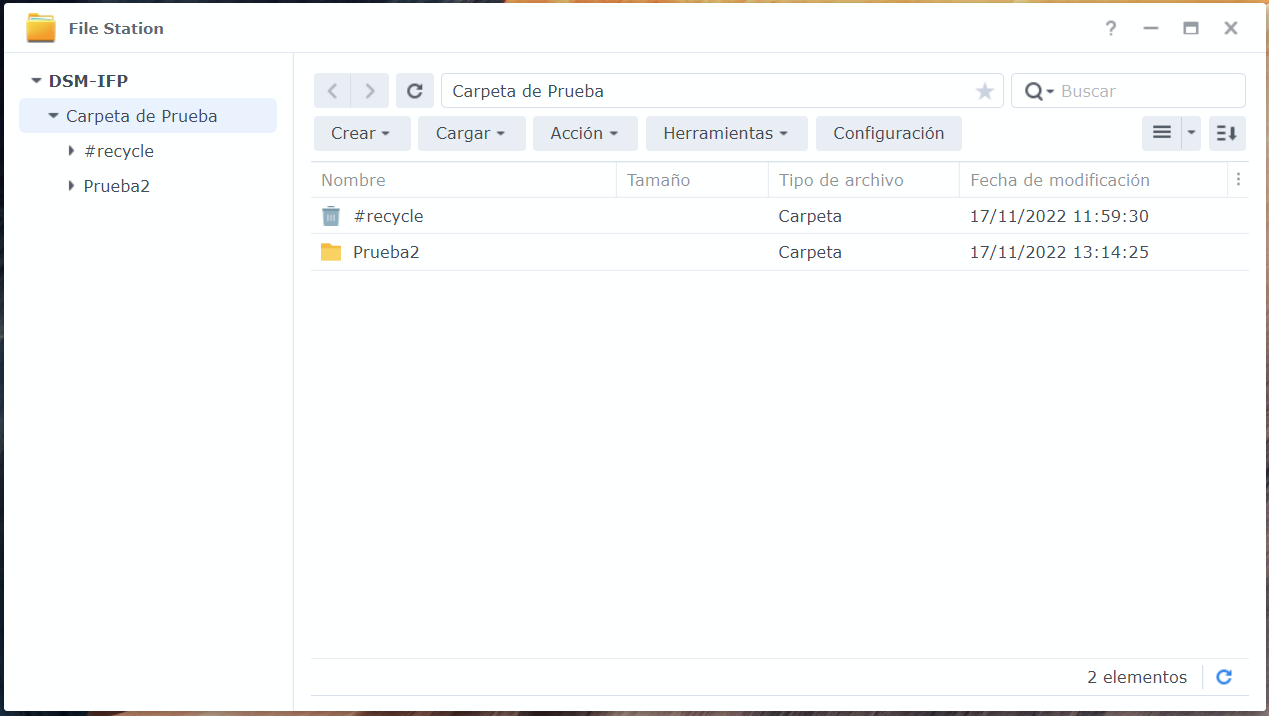 File Station
DSM-IFP
Carpeta de Prueba
#recycle
Prueba2
Carpeta de Prueba
Buscar
Crear Cargar Acción Herramientas Configuración
Nombre Tamaño Tipo de archivo Fecha de modificación
#recycle Carpeta 17/11/2022 11:59:30
Prueba2 Carpeta 17/11/2022 13:14:25
2 elementos